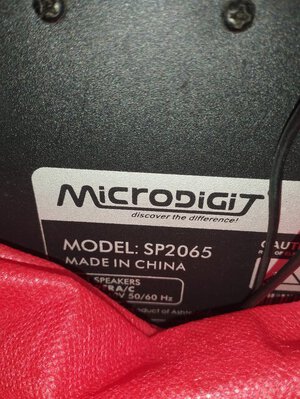 MICRODIGIT
discover the difference!
MODEL: SP2065
MADE IN CHINA
SPEAKERS
50/60 Hz